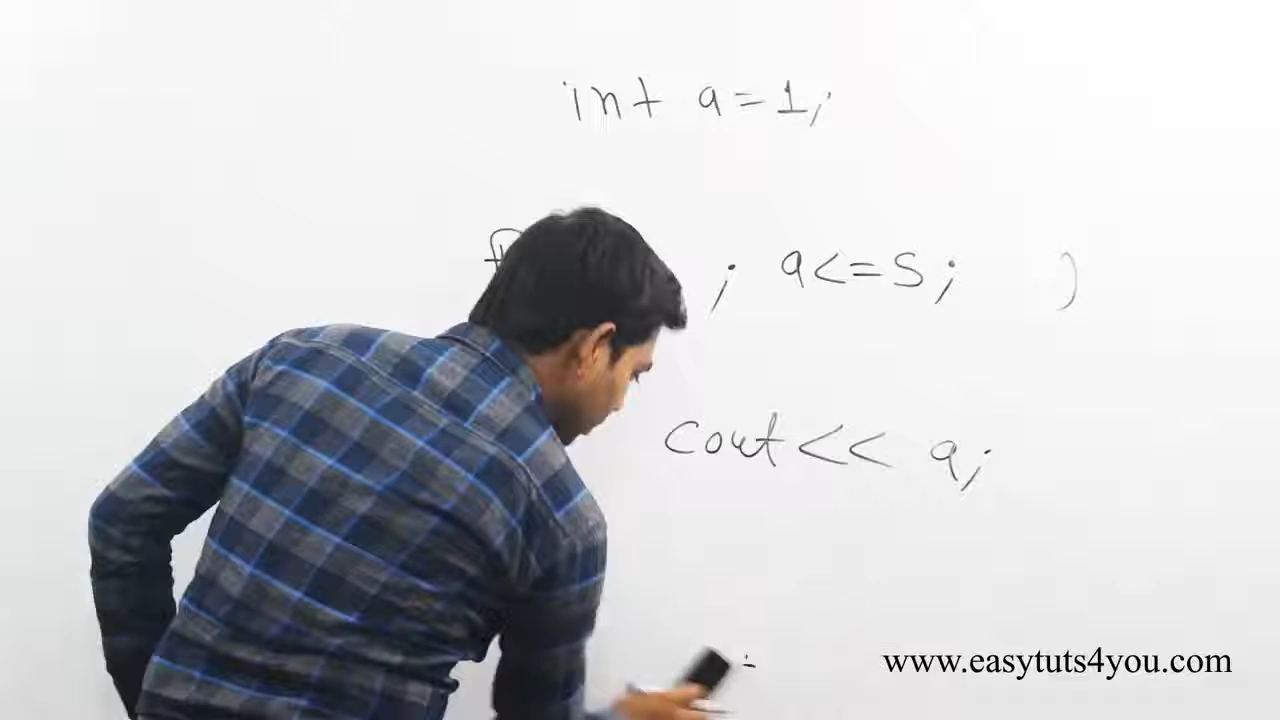 int a=1;
; a<=5; )
cout<< a;
www.easytuts4you.com